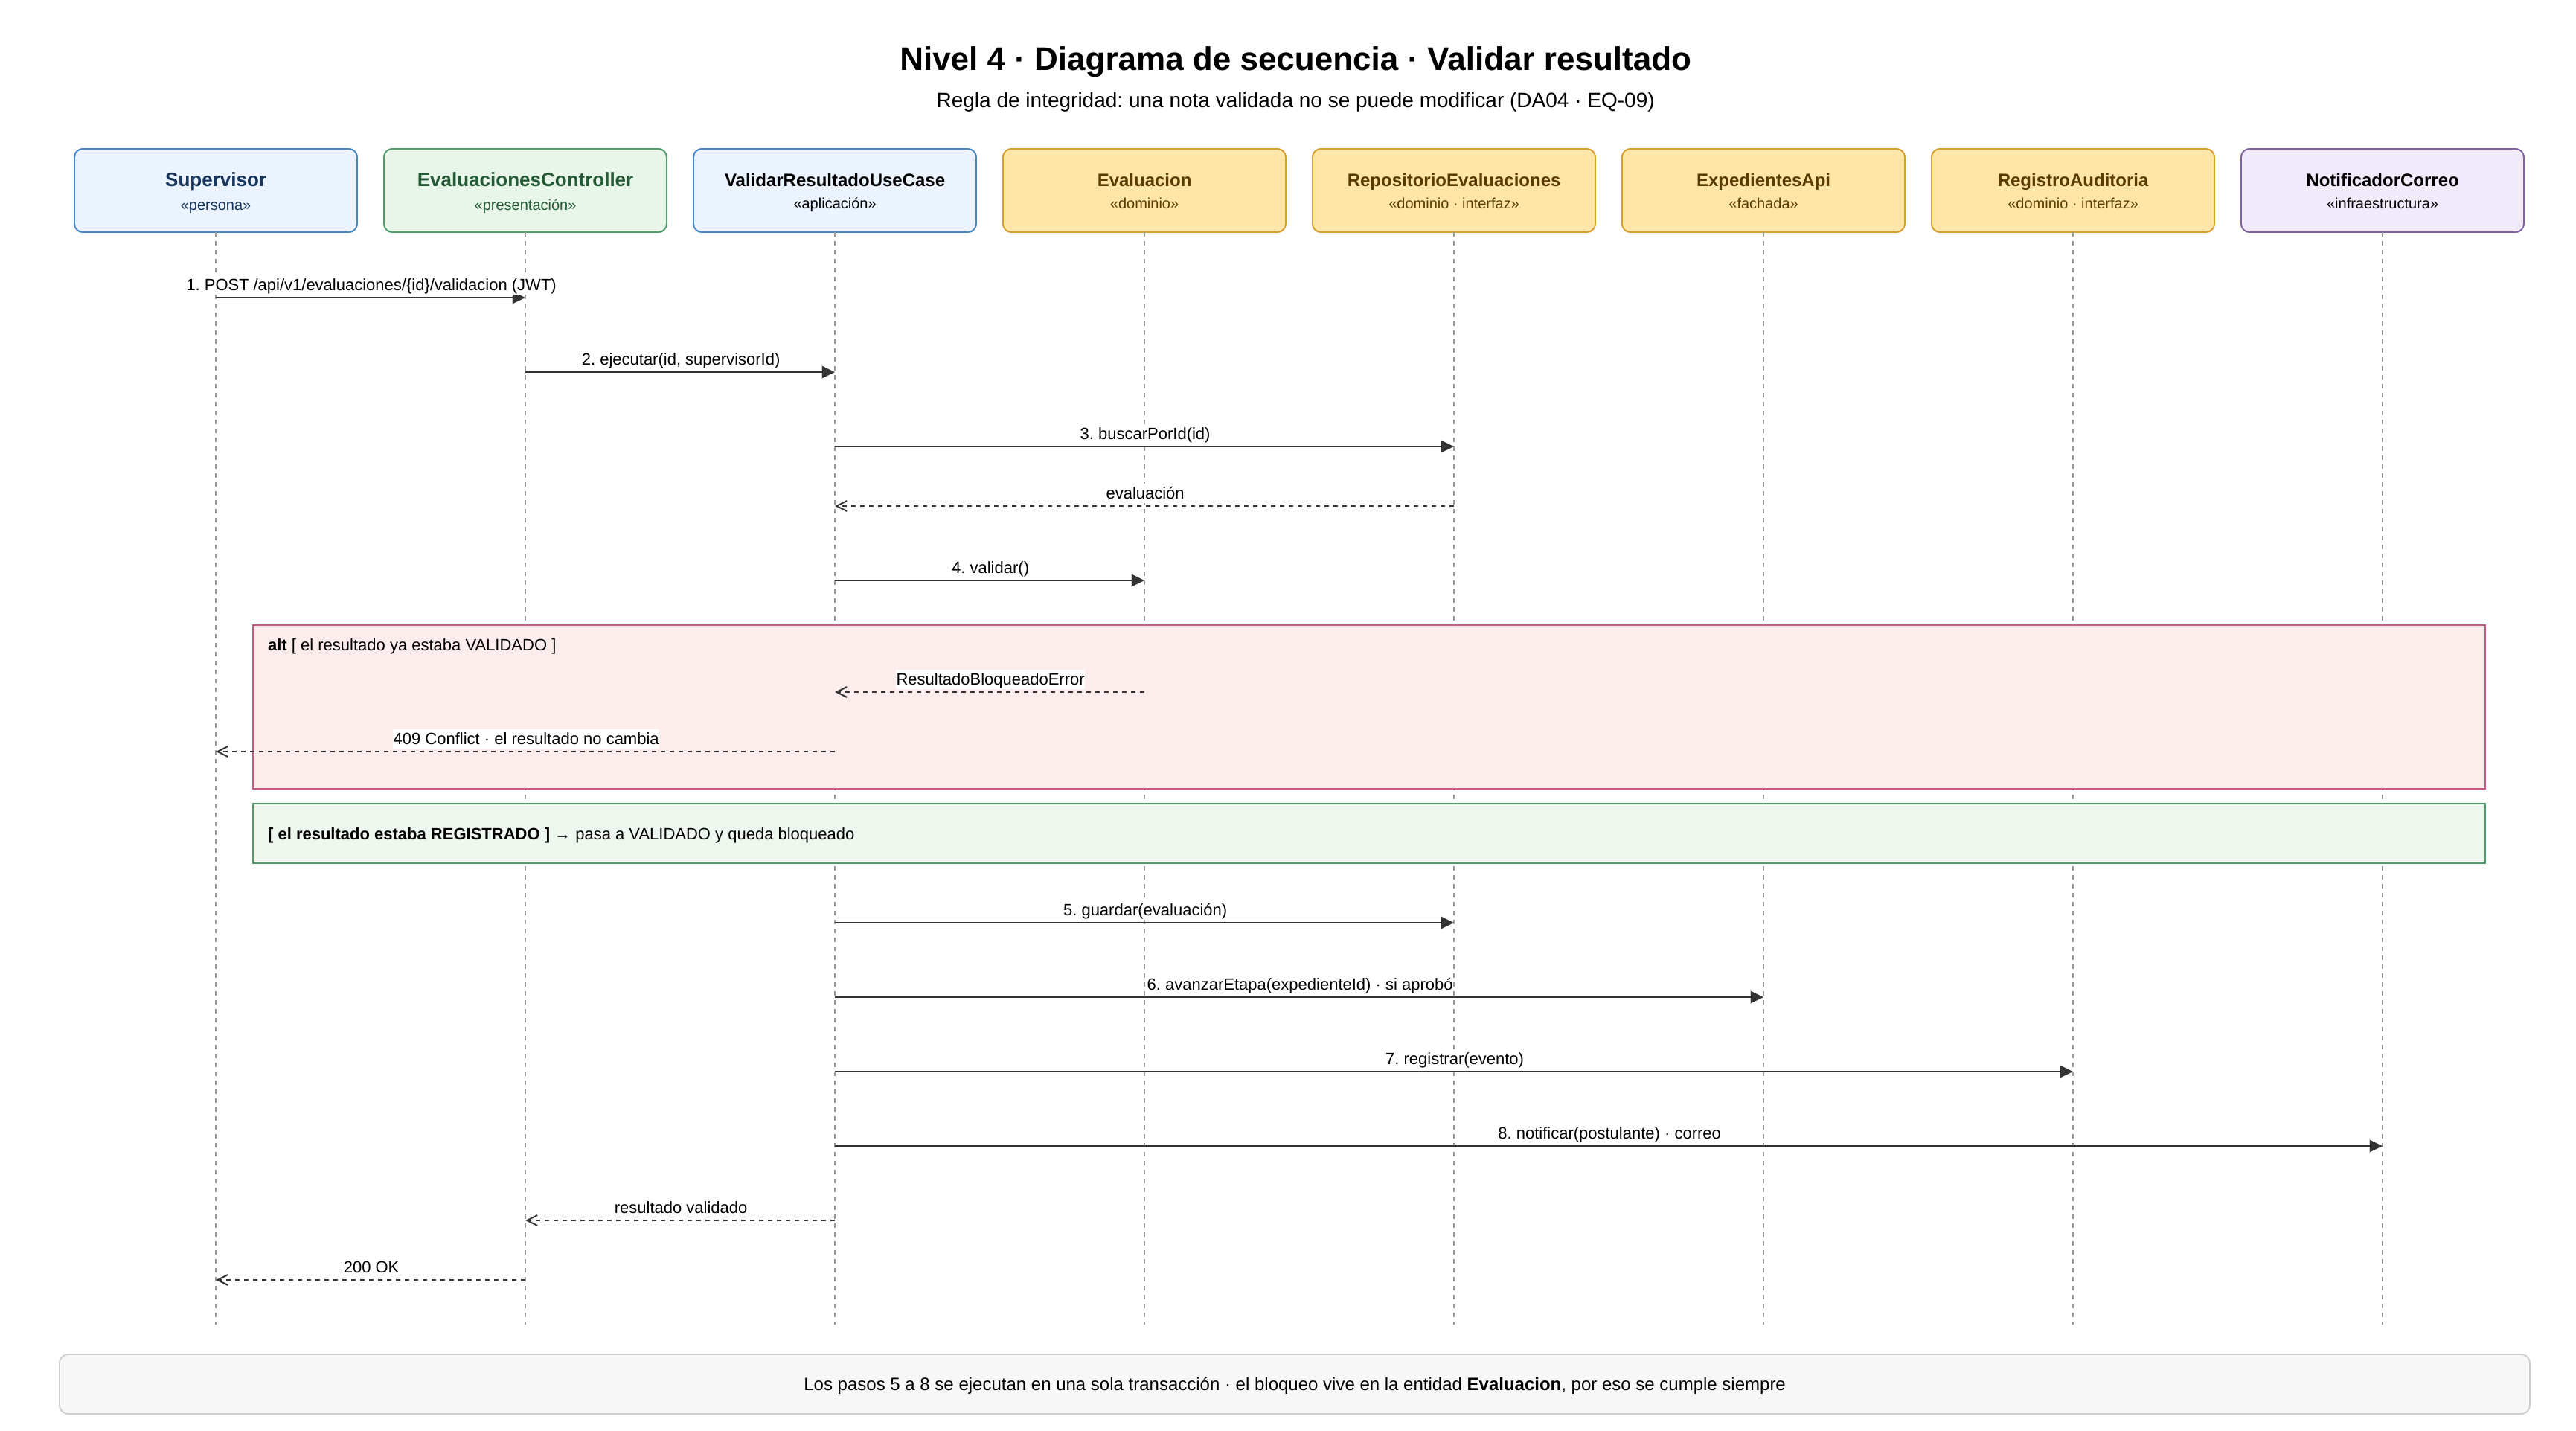 Nivel 4 · Diagrama de secuencia · Validar resultado
Regla de integridad: una nota validada no se puede modificar (DA04 · EQ-09)
Supervisor
«persona»
EvaluacionesController
«presentación»
ValidarResultadoUseCase
«aplicación»
Evaluacion
«dominio»
RepositorioEvaluaciones
«dominio · interfaz»
ExpedientesApi
«fachada»
RegistroAuditoria
«dominio · interfaz»
NotificadorCorreo
«infraestructura»
1. POST /api/v1/evaluaciones/{id}/validacion (JWT)
2. ejecutar(id, supervisorId)
3. buscarPorId(id)
evaluación
4. validar()
alt [ el resultado ya estaba VALIDADO ]
ResultadoBloqueadoError
409 Conflict · el resultado no cambia
[ el resultado estaba REGISTRADO ] → pasa a VALIDADO y queda bloqueado
5. guardar(evaluación)
6. avanzarEtapa(expedienteId) · si aprobó
7. registrar(evento)
8. notificar(postulante) · correo
resultado validado
200 OK
Los pasos 5 a 8 se ejecutan en una sola transacción · el bloqueo vive en la entidad Evaluacion, por eso se cumple siempre